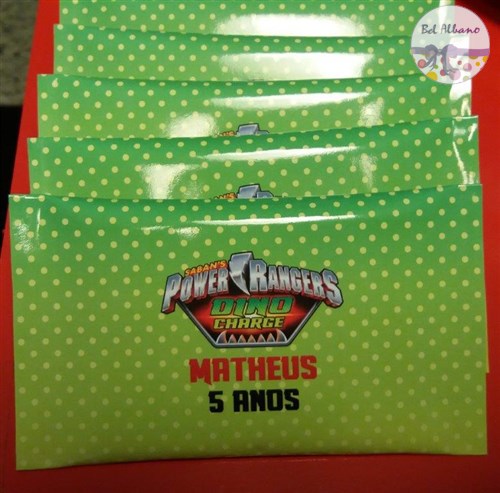 Bel Albano
SABAN'S
POWER RANGERS
DINO
CHARGE
MATHEUS
5 ANOS